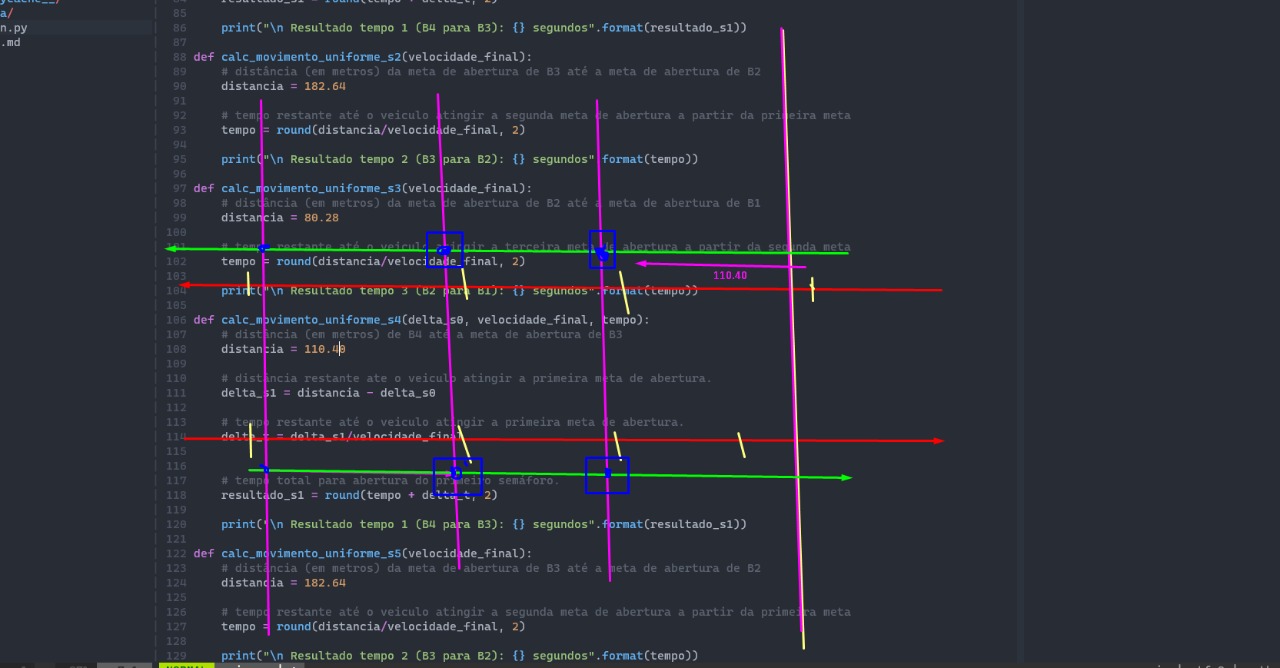 a/
n.py
.md
85
86 print("\n Resultado tempo 1 (B4 para B3): {} segundos".format(resultado_s1))
87
88 def calc_movimento_uniforme_s2(velocidade_final):
89 # distância (em metros) da meta de abertura de B3 até a meta de abertura de B2
90 distancia = 182.64
91
92 # tempo restante até o veiculo atingir a segunda meta de abertura a partir da primeira meta
93 tempo = round(distancia/velocidade_final, 2)
94
95 print("\n Resultado tempo 2 (B3 para B2): {} segundos".format(tempo))
96
97 def calc_movimento_uniforme_s3(velocidade_final):
98 # distância (em metros) da meta de abertura de B2 até a meta de abertura de B1
99 distancia = 80.28
100
101 # tempo restante até o veiculo atingir a terceira meta de abertura a partir da segunda meta
102 tempo = round(distancia/velocidade_final, 2)
110.40
103
104 print("\n Resultado tempo 3 (B2 para B1): {} segundos".format(tempo))
105
106 def calc_movimento_uniforme_s4(delta_s0, velocidade_final, tempo):
107 # distância (em metros) de B4 até a meta de abertura de B3
108 distancia = 110.40
109
110 # distância restante ate o veiculo atingir a primeira meta de abertura.
111 delta_s1 = distancia - delta_s0
112
113 # tempo restante até o veiculo atingir a primeira meta de abertura.
114 delta_t = delta_s1/velocidade_final
115
116
117 # tempo total para abertura do primeiro semáforo.
118 resultado_s1 = round(tempo + delta_t, 2)
119
120 print("\n Resultado tempo 1 (B4 para B3): {} segundos".format(resultado_s1))
121
122 def calc_movimento_uniforme_s5(velocidade_final):
123 # distância (em metros) da meta de abertura de B3 até a meta de abertura de B2
124 distancia = 182.64
125
126 # tempo restante até o veiculo atingir a segunda meta de abertura a partir da primeira meta
127 tempo = round(distancia/velocidade_final, 2)
128
129 print("\n Resultado tempo 2 (B3 para B2): {} segundos".format(tempo))